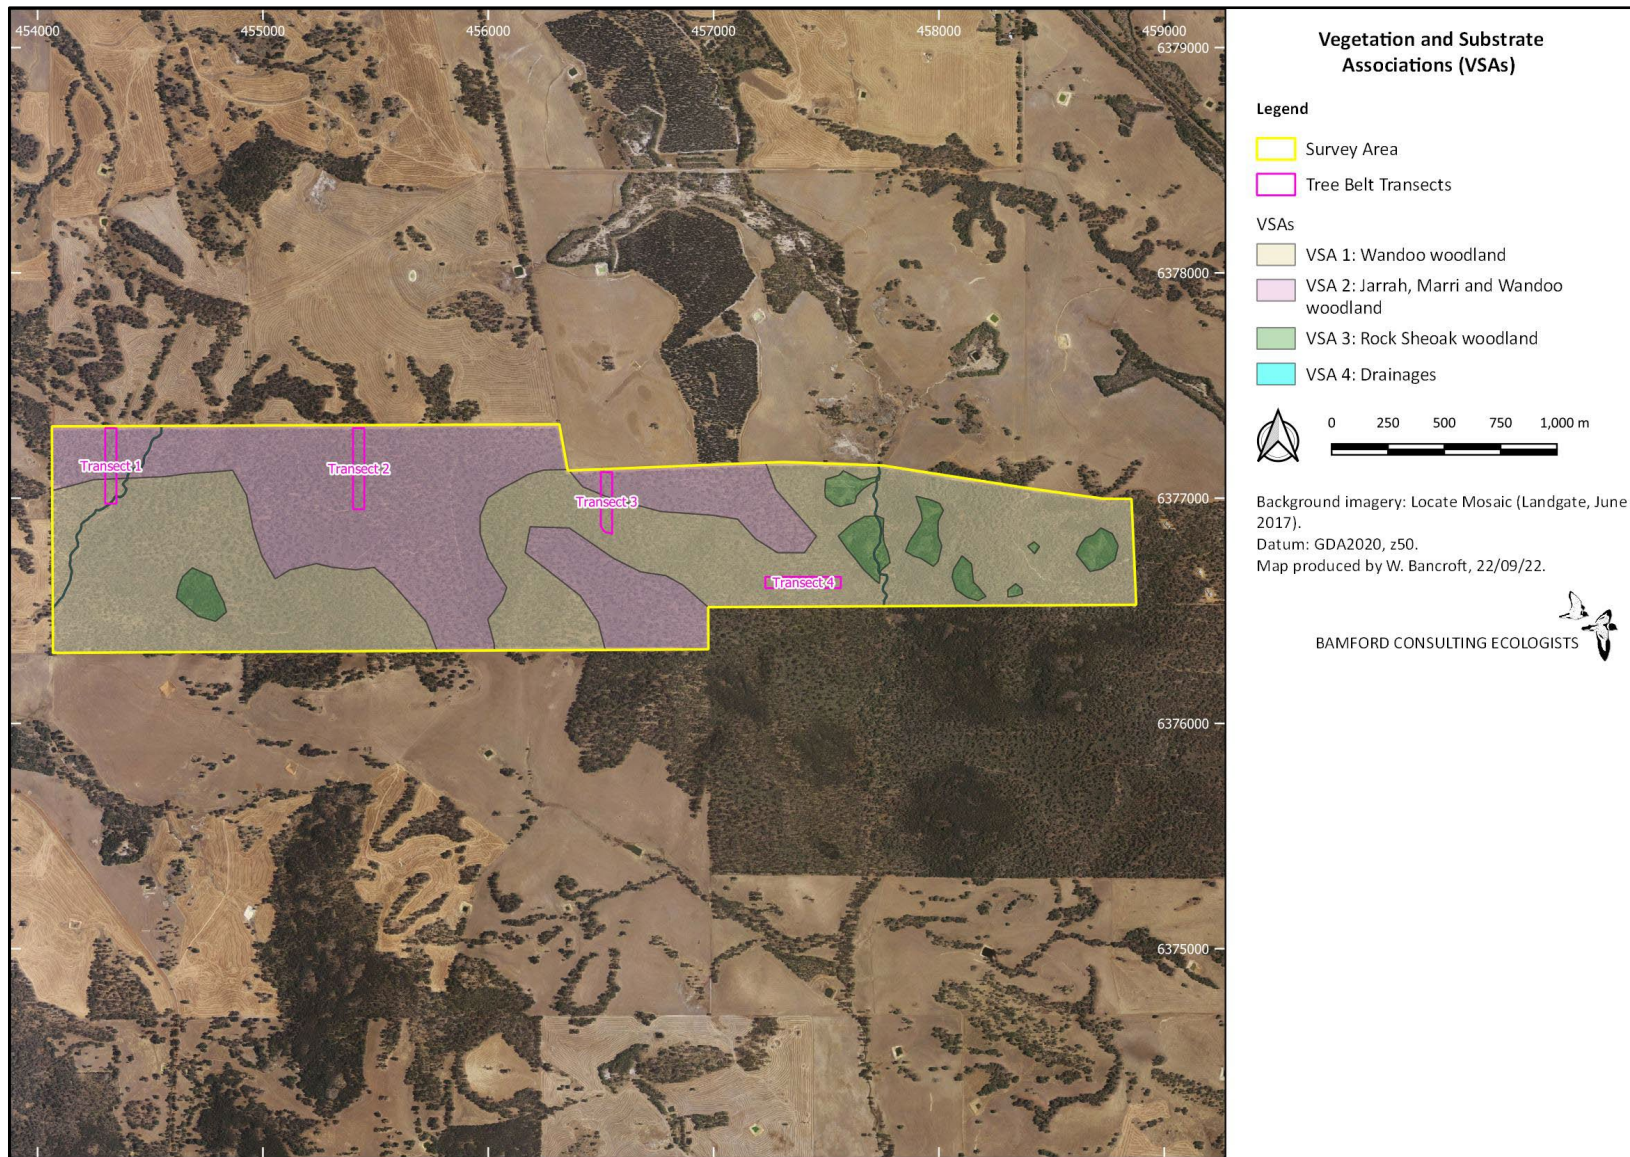 454000 455000 456000 457000 458000 459000
6379000
6378000
6377000
6376000
6375000
Transect 1
Transect 2
Transect 3
Transect 4
Vegetation and Substrate
Associations (VSAs)
Legend
Survey Area
Tree Belt Transects
VSAs
VSA 1: Wandoo woodland
VSA 2: Jarrah, Marri and Wandoo
woodland
VSA 3: Rock Sheoak woodland
VSA 4: Drainages
0 250 500 750 1,000 m
Background imagery: Locate Mosaic (Landgate, June
2017).
Datum: GDA2020, z50.
Map produced by W. Bancroft, 22/09/22.
BAMFORD CONSULTING ECOLOGISTS